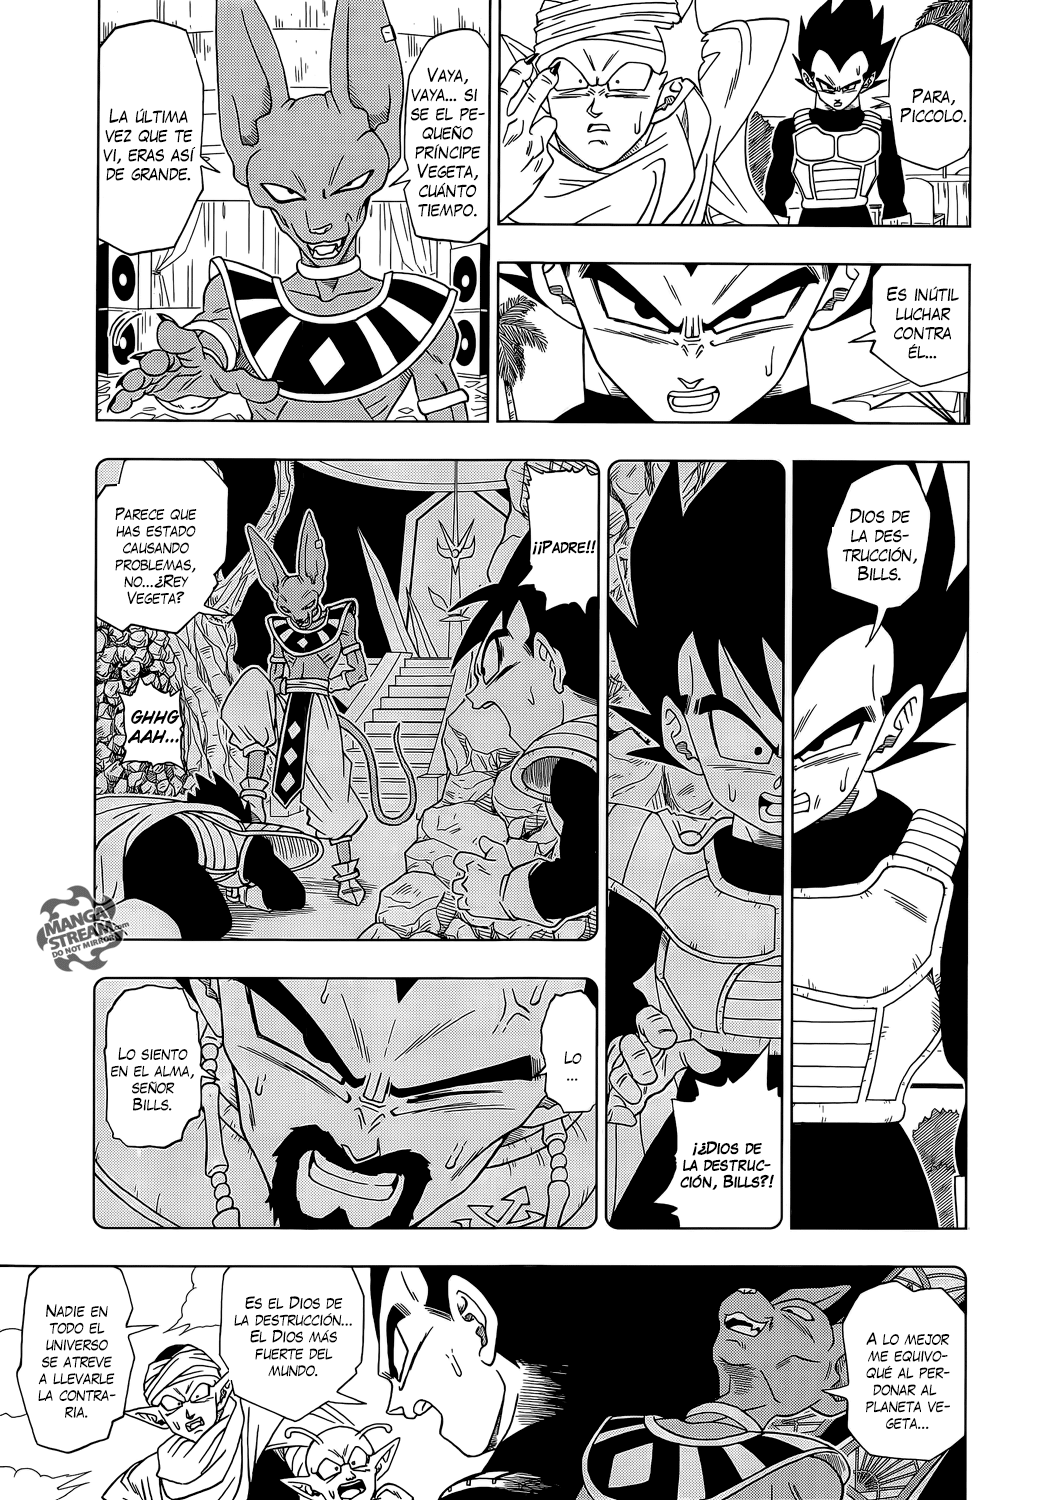 PARA,
PICCOLO.
VAYA,
VAYA... SI
SE EL PE-
QUEÑO
PRÍNCIPE
VEGETA,
CUÁNTO
TIEMPO.
LA ÚLTIMA
VEZ QUE TE
VI, ERAS ASÍ
DE GRANDE.
ES INÚTIL
LUCHAR
CONTRA
ÉL...
DIOS DE
LA DES-
TRUCCIÓN,
BILLS.
¡¿DIOS DE
LA DESTRUC-
CIÓN, BILLS?!
¡¡PADRE!!
PARECE QUE
HAS ESTADO
CAUSANDO
PROBLEMAS,
NO...¿REY
VEGETA?
GHHG
AAH...
MANGA
STREAM.com
DO NOT MIRROR
LO
...
LO SIENTO
EN EL ALMA,
SEÑOR
BILLS.
A LO MEJOR
ME EQUIVO-
QUÉ AL PER-
DONAR AL
PLANETA VE-
GETA...
ES EL DIOS DE
LA DESTRUCCIÓN...
EL DIOS MÁS
FUERTE DEL
MUNDO.
NADIE EN
TODO EL
UNIVERSO
SE ATREVE
A LLEVARLE
LA CONTRA-
RIA.